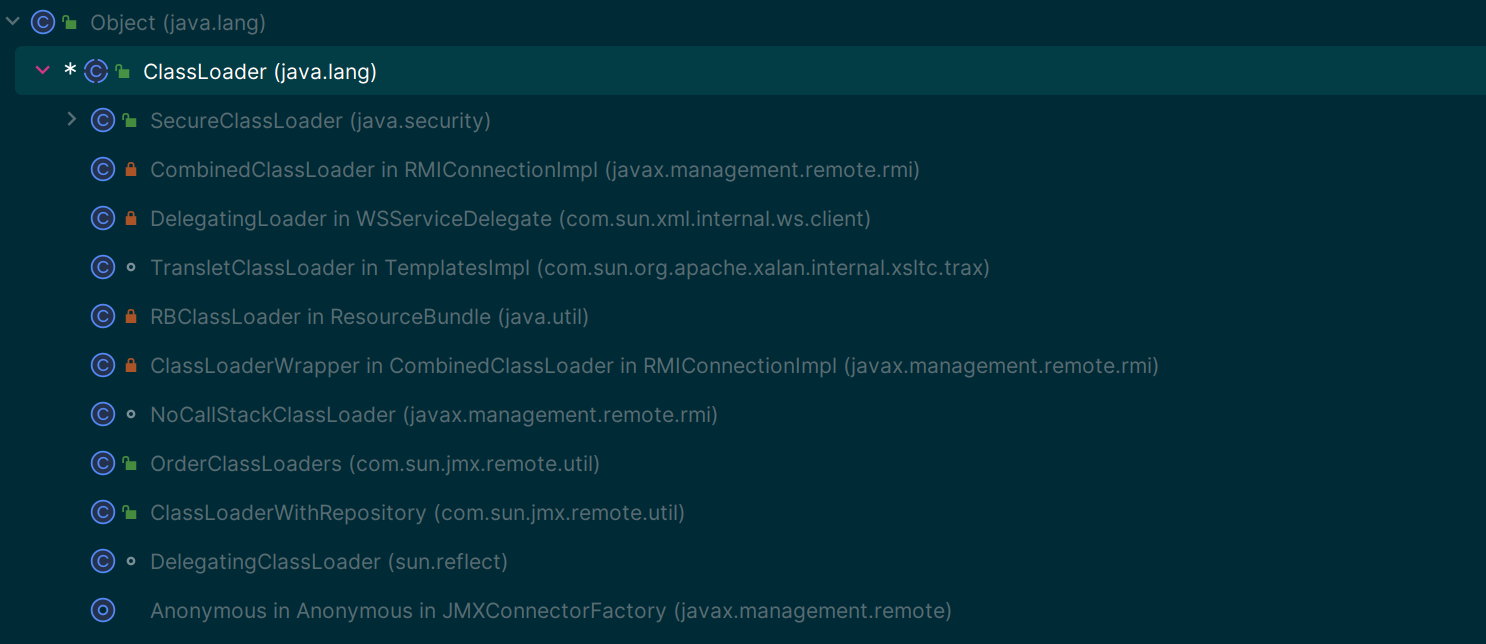 Object (java.lang)
* ClassLoader (java.lang)
SecureClassLoader (java.security)
CombinedClassLoader in RMIConnectionImpl (javax.management.remote.rmi)
DelegatingLoader in WSServiceDelegate (com.sun.xml.internal.ws.client)
TransletClassLoader in TemplatesImpl (com.sun.org.apache.xalan.internal.xsltc.trax)
RBClassLoader in ResourceBundle (java.util)
ClassLoaderWrapper in CombinedClassLoader in RMIConnectionImpl (javax.management.remote.rmi)
NoCallStackClassLoader (javax.management.remote.rmi)
OrderClassLoaders (com.sun.jmx.remote.util)
ClassLoaderWithRepository (com.sun.jmx.remote.util)
DelegatingClassLoader (sun.reflect)
Anonymous in Anonymous in JMXConnectorFactory (javax.management.remote)